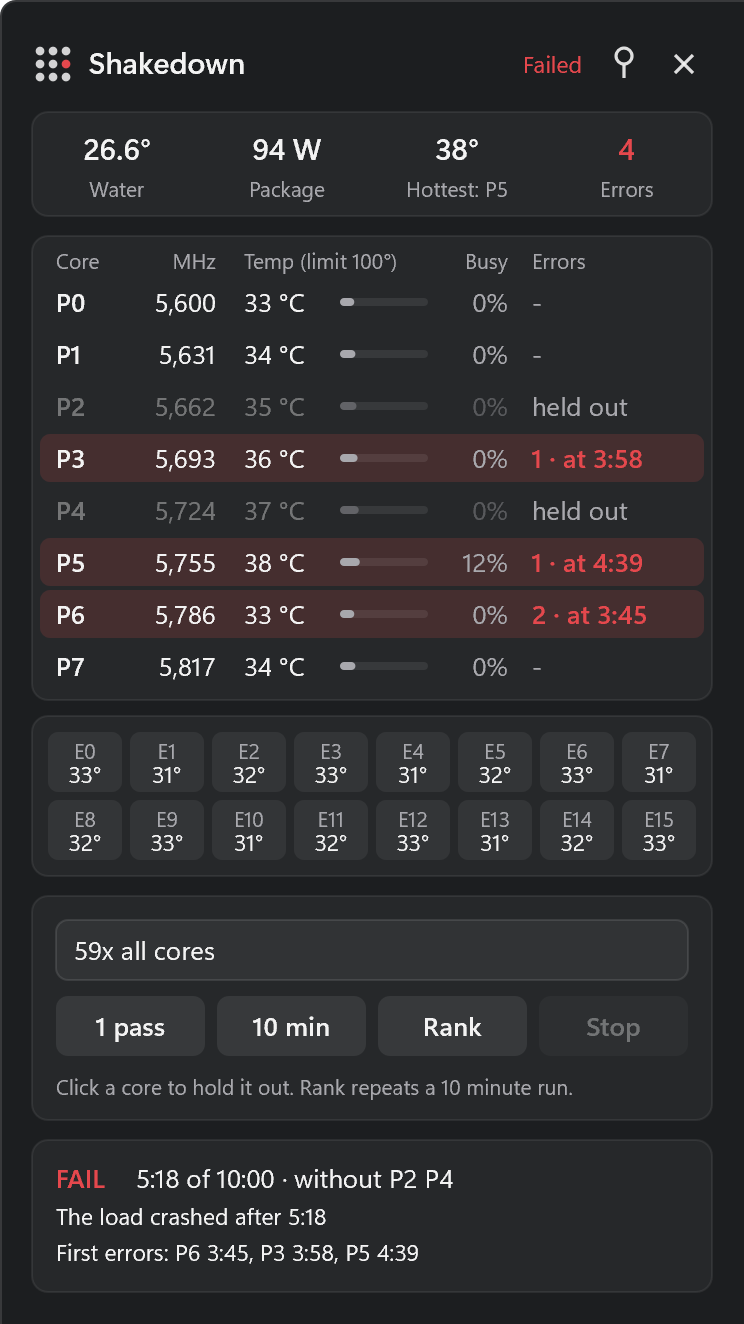 Shakedown Failed
26.6° 94 W 38° 4
Water Package Hottest: P5 Errors
Core MHz Temp (limit 100°) Busy Errors
P0 5,600 33 °C 0% -
P1 5,631 34 °C 0% -
P2 5,662 35 °C 0% held out
P3 5,693 36 °C 0% 1 · at 3:58
P4 5,724 37 °C 0% held out
P5 5,755 38 °C 12% 1 · at 4:39
P6 5,786 33 °C 0% 2 · at 3:45
P7 5,817 34 °C 0% -
E0 E1 E2 E3 E4 E5 E6 E7
33° 31° 32° 33° 31° 32° 33° 31°
E8 E9 E10 E11 E12 E13 E14 E15
32° 33° 31° 32° 33° 31° 32° 33°
59x all cores
1 pass 10 min Rank Stop
Click a core to hold it out. Rank repeats a 10 minute run.
FAIL 5:18 of 10:00 · without P2 P4
The load crashed after 5:18
First errors: P6 3:45, P3 3:58, P5 4:39